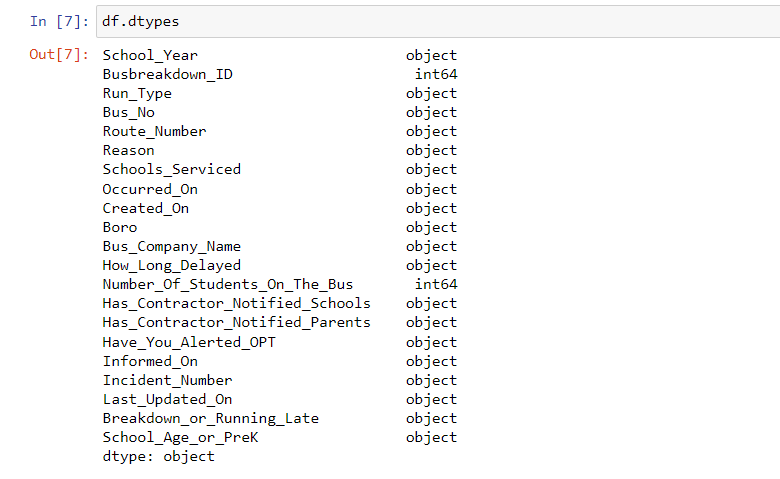 In [7]: df.dtypes
Out[7]: School_Year object
Busbreakdown_ID int64
Run_Type object
Bus_No object
Route_Number object
Reason object
Schools_Serviced object
Occurred_On object
Created_On object
Boro object
Bus_Company_Name object
How_Long_Delayed object
Number_Of_Students_On_The_Bus int64
Has_Contractor_Notified_Schools object
Has_Contractor_Notified_Parents object
Have_You_Alerted_OPT object
Informed_On object
Incident_Number object
Last_Updated_On object
Breakdown_or_Running_Late object
School_Age_or_PreK object
dtype: object